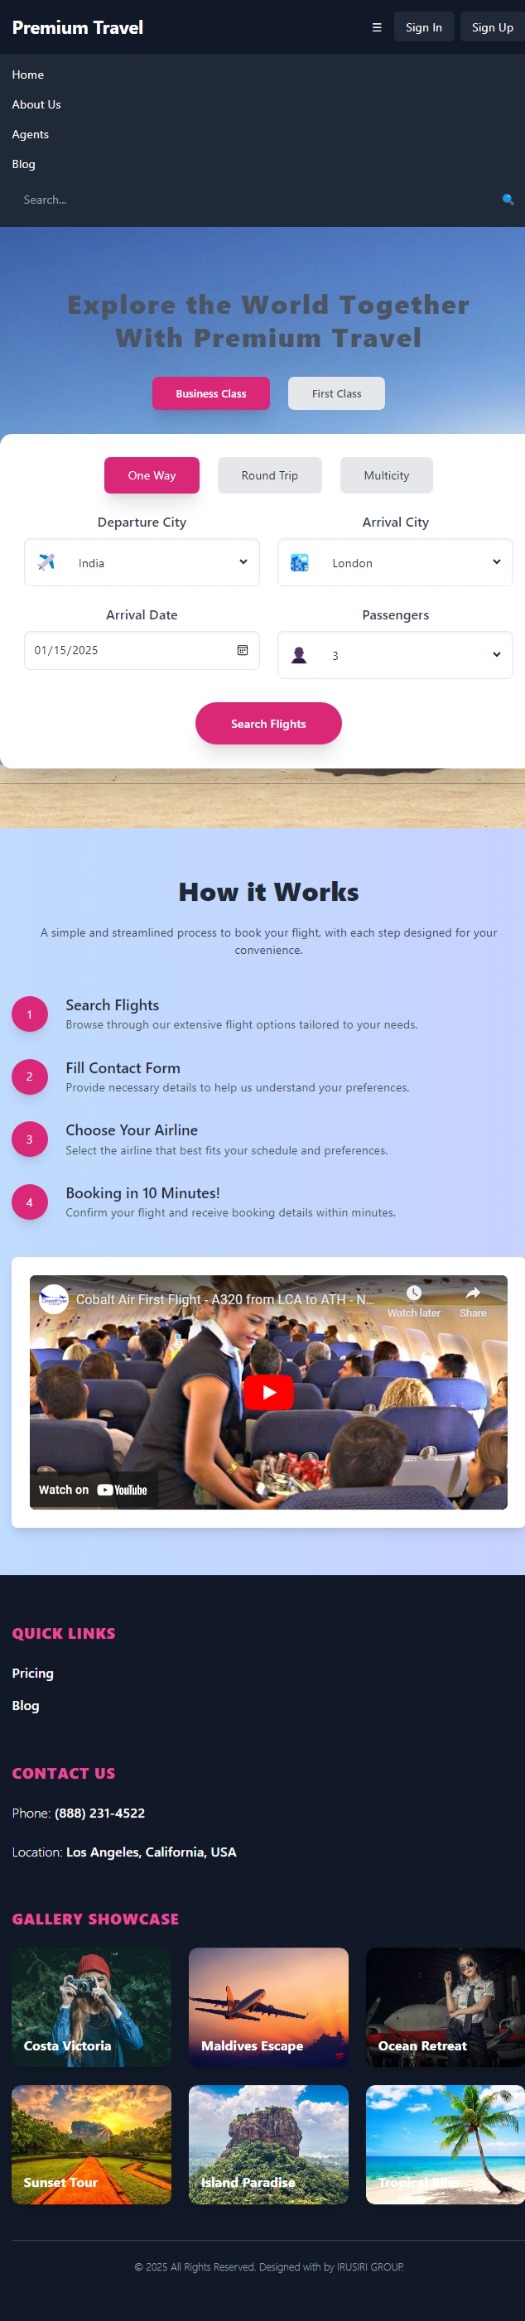 Premium Travel
☰
Sign In
Sign Up
Home
About Us
Agents
Blog
Search...
Explore the World Together
With Premium Travel
Business Class
First Class
One Way
Round Trip
Multicity
Departure City
Arrival City
India
London
Arrival Date
Passengers
01/15/2025
3
Search Flights
How it Works
A simple and streamlined process to book your flight, with each step designed for your
convenience.
1
Search Flights
Browse through our extensive flight options tailored to your needs.
2
Fill Contact Form
Provide necessary details to help us understand your preferences.
3
Choose Your Airline
Select the airline that best fits your schedule and preferences.
4
Booking in 10 Minutes!
Confirm your flight and receive booking details within minutes.
Cobalt Air First Flight - A320 from LCA to ATH - N...
Watch later
Share
Watch on YouTube
QUICK LINKS
Pricing
Blog
CONTACT US
Phone: (888) 231-4522
Location: Los Angeles, California, USA
GALLERY SHOWCASE
Costa Victoria
Maldives Escape
Ocean Retreat
Sunset Tour
Island Paradise
Tropical
© 2025 All Rights Reserved. Designed with by IRUSIRI GROUP.